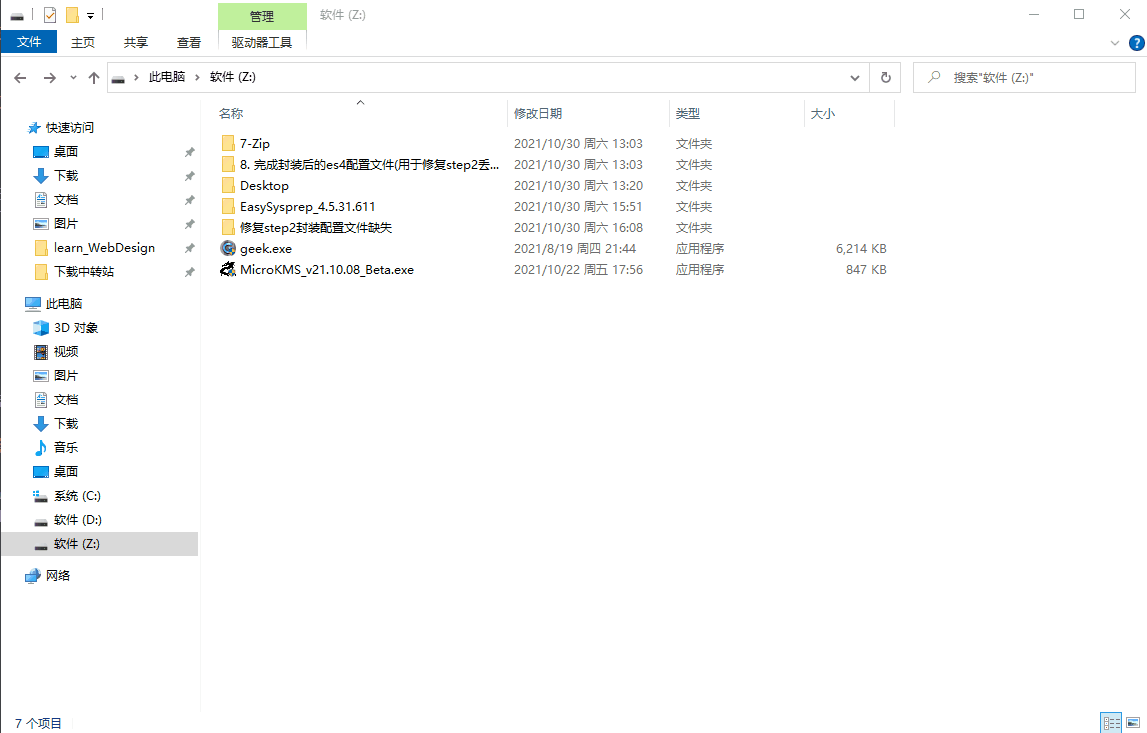 管理
软件 (Z:)
文件
主页
共享
查看
驱动器工具
此电脑
软件 (Z:)
搜索"软件 (Z:)"
名称
修改日期
类型
大小
7-Zip
2021/10/30 周六 13:03
文件夹
8. 完成封装后的es4配置文件(用于修复step2丢...
2021/10/30 周六 13:03
文件夹
Desktop
2021/10/30 周六 13:20
文件夹
EasySysprep_4.5.31.611
2021/10/30 周六 15:51
文件夹
修复step2封装配置文件缺失
2021/10/30 周六 16:08
文件夹
geek.exe
2021/8/19 周四 21:44
应用程序
6,214 KB
MicroKMS_v21.10.08_Beta.exe
2021/10/22 周五 17:56
应用程序
847 KB
快速访问
桌面
下载
文档
图片
learn_WebDesign
下载中转站
此电脑
3D 对象
视频
图片
文档
下载
音乐
桌面
系统 (C:)
软件 (D:)
软件 (Z:)
网络
7 个项目